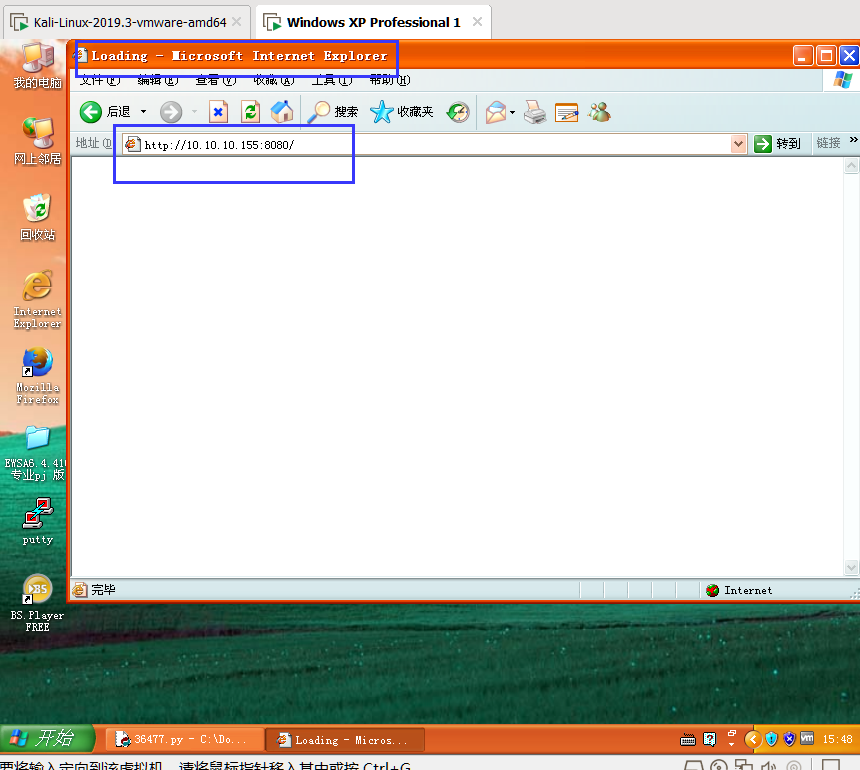 Kali-Linux-2019.3-vmware-amd64
Windows XP Professional 1
Loading - Microsoft Internet Explorer
文件(F) 编辑(E) 查看(V) 收藏(A) 工具(T) 帮助(H)
后退
搜索
收藏夹
地址(D)
http://10.10.10.155:8080/
转到
链接
»
我的电脑
网上邻居
回收站
Internet
Explorer
Mozilla
Firefox
EWSA6.4.41
专业pj 版
putty
BS.Player
FREE
完毕
Internet
开始
36477.py - C:\Do...
Loading - Micros...
15:48
要将输入定向到该虚拟机，请将鼠标指针移入其中或按 Ctrl+G